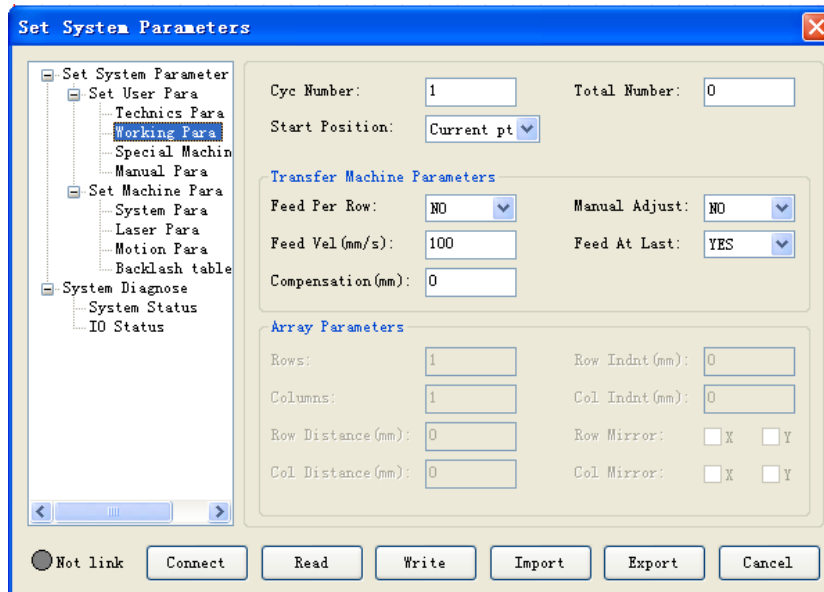 Set System Parameters
Set System Parameter
Set User Para
Technics Para
Working Para
Special Machin
Manual Para
Set Machine Para
System Para
Laser Para
Motion Para
Backlash table
System Diagnose
System Status
IO Status
Cyc Number: 1 Total Number: 0
Start Position: Current pt
Transfer Machine Parameters
Feed Per Row: NO Manual Adjust: NO
Feed Vel(mm/s): 100 Feed At Last: YES
Compensation(mm): 0
Array Parameters
Rows: 1 Row Indnt(mm): 0
Columns: 1 Col Indnt(mm): 0
Row Distance(mm): 0 Row Mirror: X Y
Col Distance(mm): 0 Col Mirror: X Y
Not link Connect Read Write Import Export Cancel